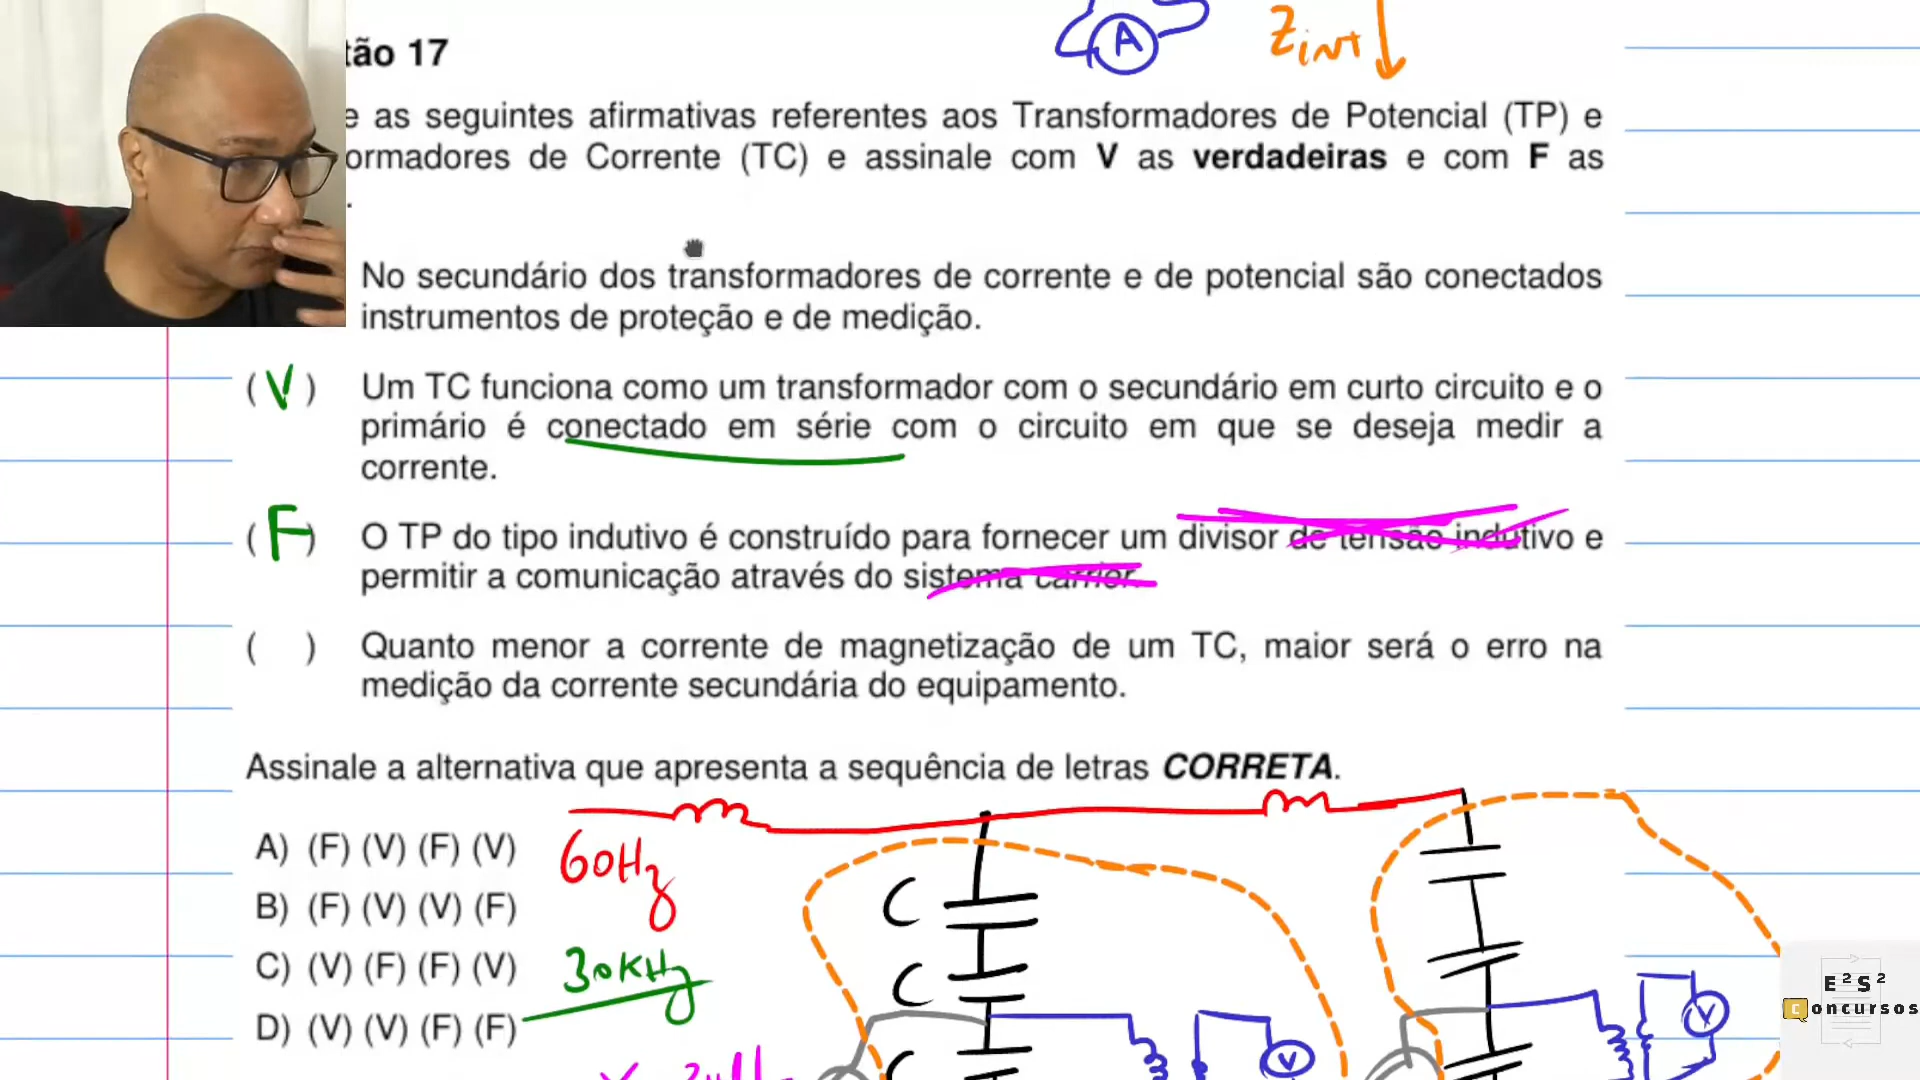 A
Zint ↓
tão 17
e as seguintes afirmativas referentes aos Transformadores de Potencial (TP) e
ormadores de Corrente (TC) e assinale com V as verdadeiras e com F as
.
No secundário dos transformadores de corrente e de potencial são conectados
instrumentos de proteção e de medição.
(V) Um TC funciona como um transformador com o secundário em curto circuito e o
primário é conectado em série com o circuito em que se deseja medir a
corrente.
(F) O TP do tipo indutivo é construído para fornecer um divisor de tensão indutivo e
permitir a comunicação através do sistema carrier.
( ) Quanto menor a corrente de magnetização de um TC, maior será o erro na
medição da corrente secundária do equipamento.
Assinale a alternativa que apresenta a sequência de letras CORRETA.
A) (F) (V) (F) (V)
60Hz
B) (F) (V) (V) (F)
C
C) (V) (F) (F) (V)
30KHz
C
D) (V) (V) (F) (F)
C
V
V
E²S²
Concursos